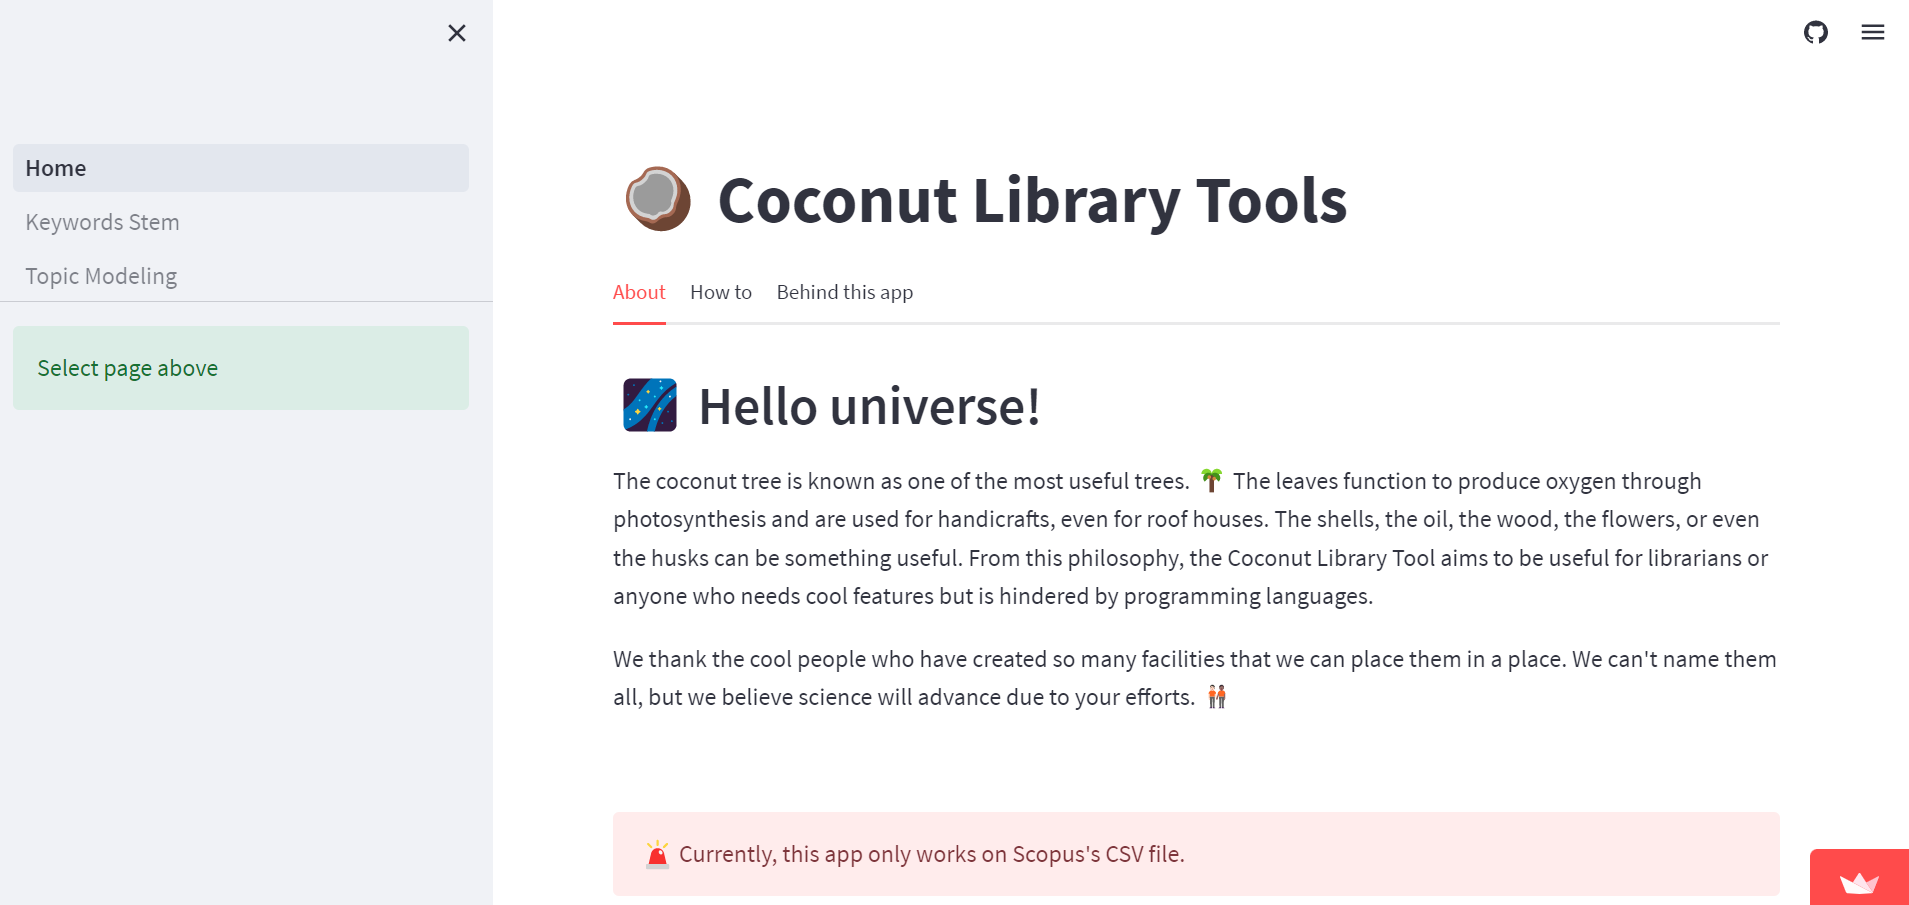 Home
Keywords Stem
Topic Modeling
Select page above
Coconut Library Tools
About How to Behind this app
Hello universe!
The coconut tree is known as one of the most useful trees. 🌴 The leaves function to produce oxygen through
photosynthesis and are used for handicrafts, even for roof houses. The shells, the oil, the wood, the flowers, or even
the husks can be something useful. From this philosophy, the Coconut Library Tool aims to be useful for librarians or
anyone who needs cool features but is hindered by programming languages.
We thank the cool people who have created so many facilities that we can place them in a place. We can't name them
all, but we believe science will advance due to your efforts.
Currently, this app only works on Scopus's CSV file.